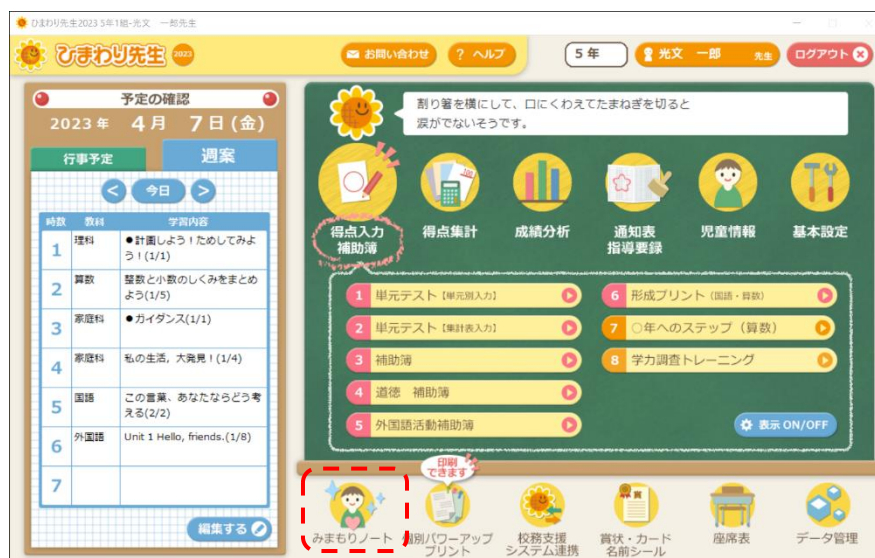 ひまわり先生2023 5年1組-光文　一郎先生
ひまわり先生 2023
お問い合わせ
? ヘルプ
5 年
光文　一郎 先生
ログアウト
予定の確認
2023 年 4 月 7 日 (金)
行事予定
週案
<
今日
>
時数 教科 学習内容
1 理科 ●計画しよう！ためしてみよ
う！(1/1)
2 算数 整数と小数のしくみをまとめ
よう(1/5)
3 家庭科 ●ガイダンス(1/1)
4 家庭科 私の生活，大発見！(1/4)
5 国語 この言葉、あなたならどう考
える(2/2)
6 外国語 Unit 1 Hello, friends.(1/8)
7
編集する
割り箸を横にして、口にくわえてたまねぎを切ると
涙がでないそうです。
得点入力
補助簿
得点集計
成績分析
通知表
指導要録
児童情報
基本設定
1 単元テスト【単元別入力】
2 単元テスト【集計表入力】
3 補助簿
4 道徳　補助簿
5 外国語活動補助簿
6 形成プリント（国語・算数）
7 ○年へのステップ（算数）
8 学力調査トレーニング
表示 ON/OFF
印刷
できます
みまもりノート
個別パワーアップ
プリント
校務支援
システム連携
賞
賞状・カード
名前シール
座席表
データ管理